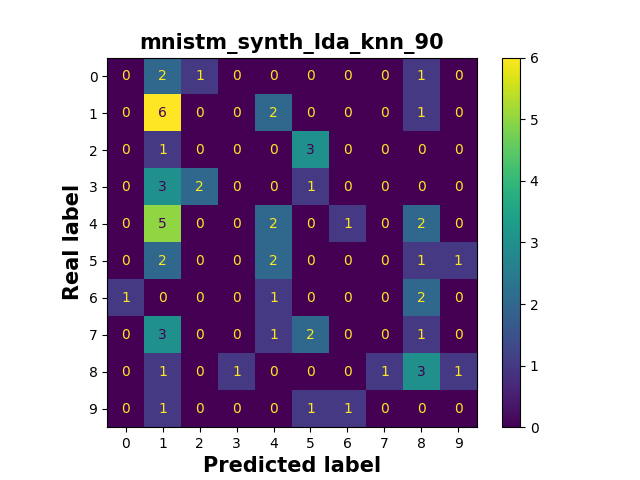 mnistm_synth_lda_knn_90
0 0 2 1 0 0 0 0 0 1 0
1 0 6 0 0 2 0 0 0 1 0
2 0 1 0 0 0 3 0 0 0 0
3 0 3 2 0 0 1 0 0 0 0
4 0 5 0 0 2 0 1 0 2 0
5 0 2 0 0 2 0 0 0 1 1
6 1 0 0 0 1 0 0 0 2 0
7 0 3 0 0 1 2 0 0 1 0
8 0 1 0 1 0 0 0 1 3 1
9 0 1 0 0 0 1 1 0 0 0
0 1 2 3 4 5 6 7 8 9
Predicted label
Real label
6
5
4
3
2
1
0